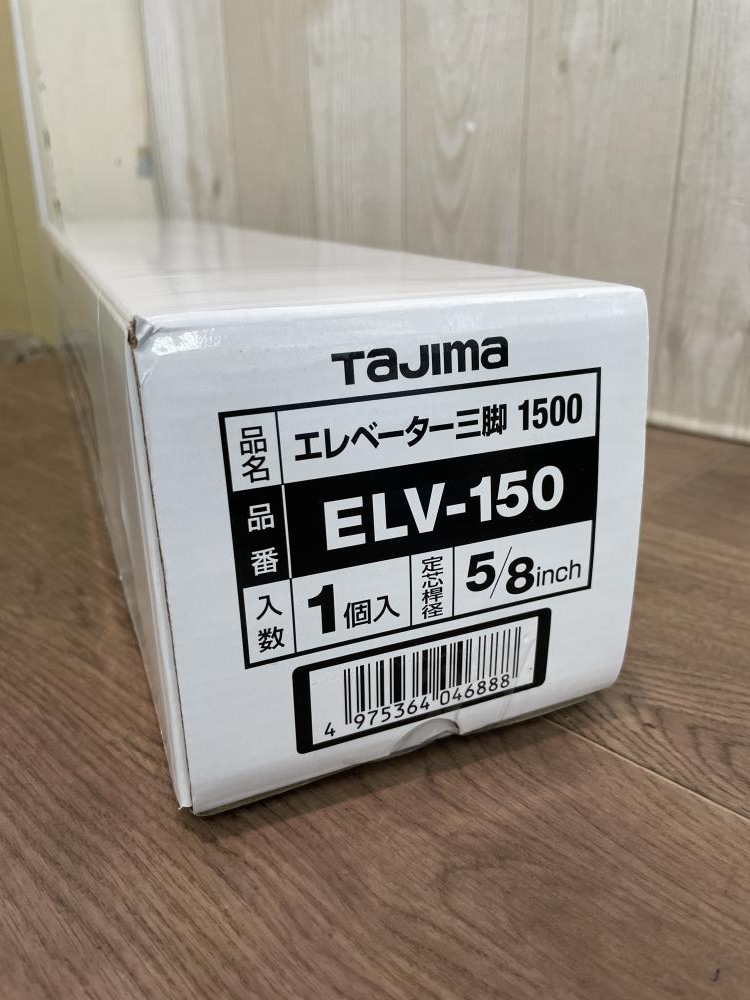 TAJIMA
品名 エレベーター三脚 1500
品番 ELV-150
入数 1個入 定芯桿径 5/8inch
4 975364 046888